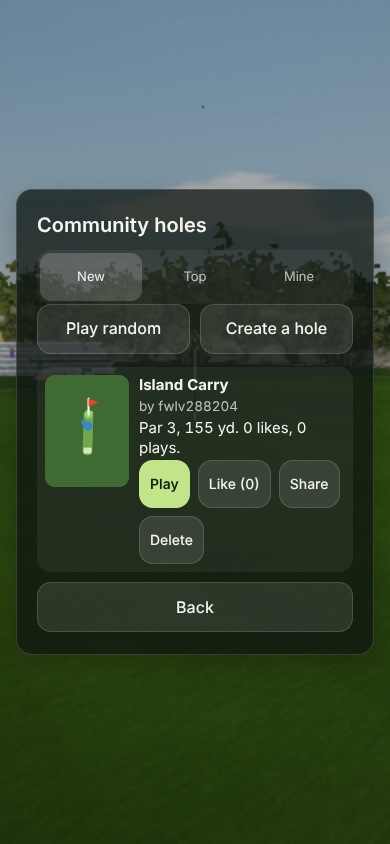 Community holes
New
Top
Mine
Play random
Create a hole
Island Carry
by fwlv288204
Par 3, 155 yd. 0 likes, 0
plays.
Play
Like (0)
Share
Delete
Back